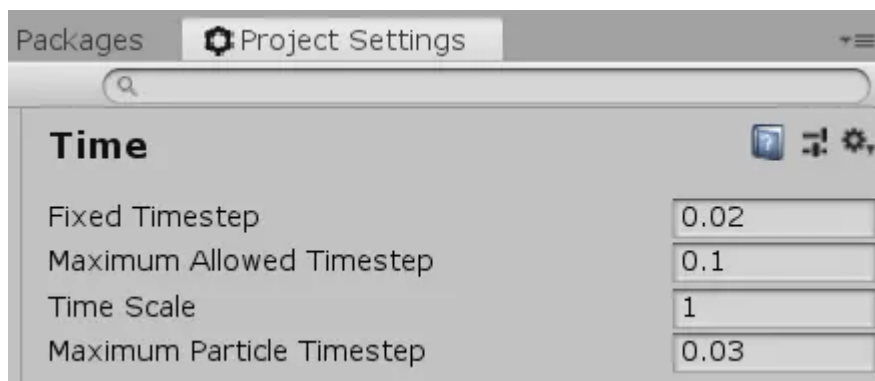 Packages Project Settings
Time
Fixed Timestep 0.02
Maximum Allowed Timestep 0.1
Time Scale 1
Maximum Particle Timestep 0.03